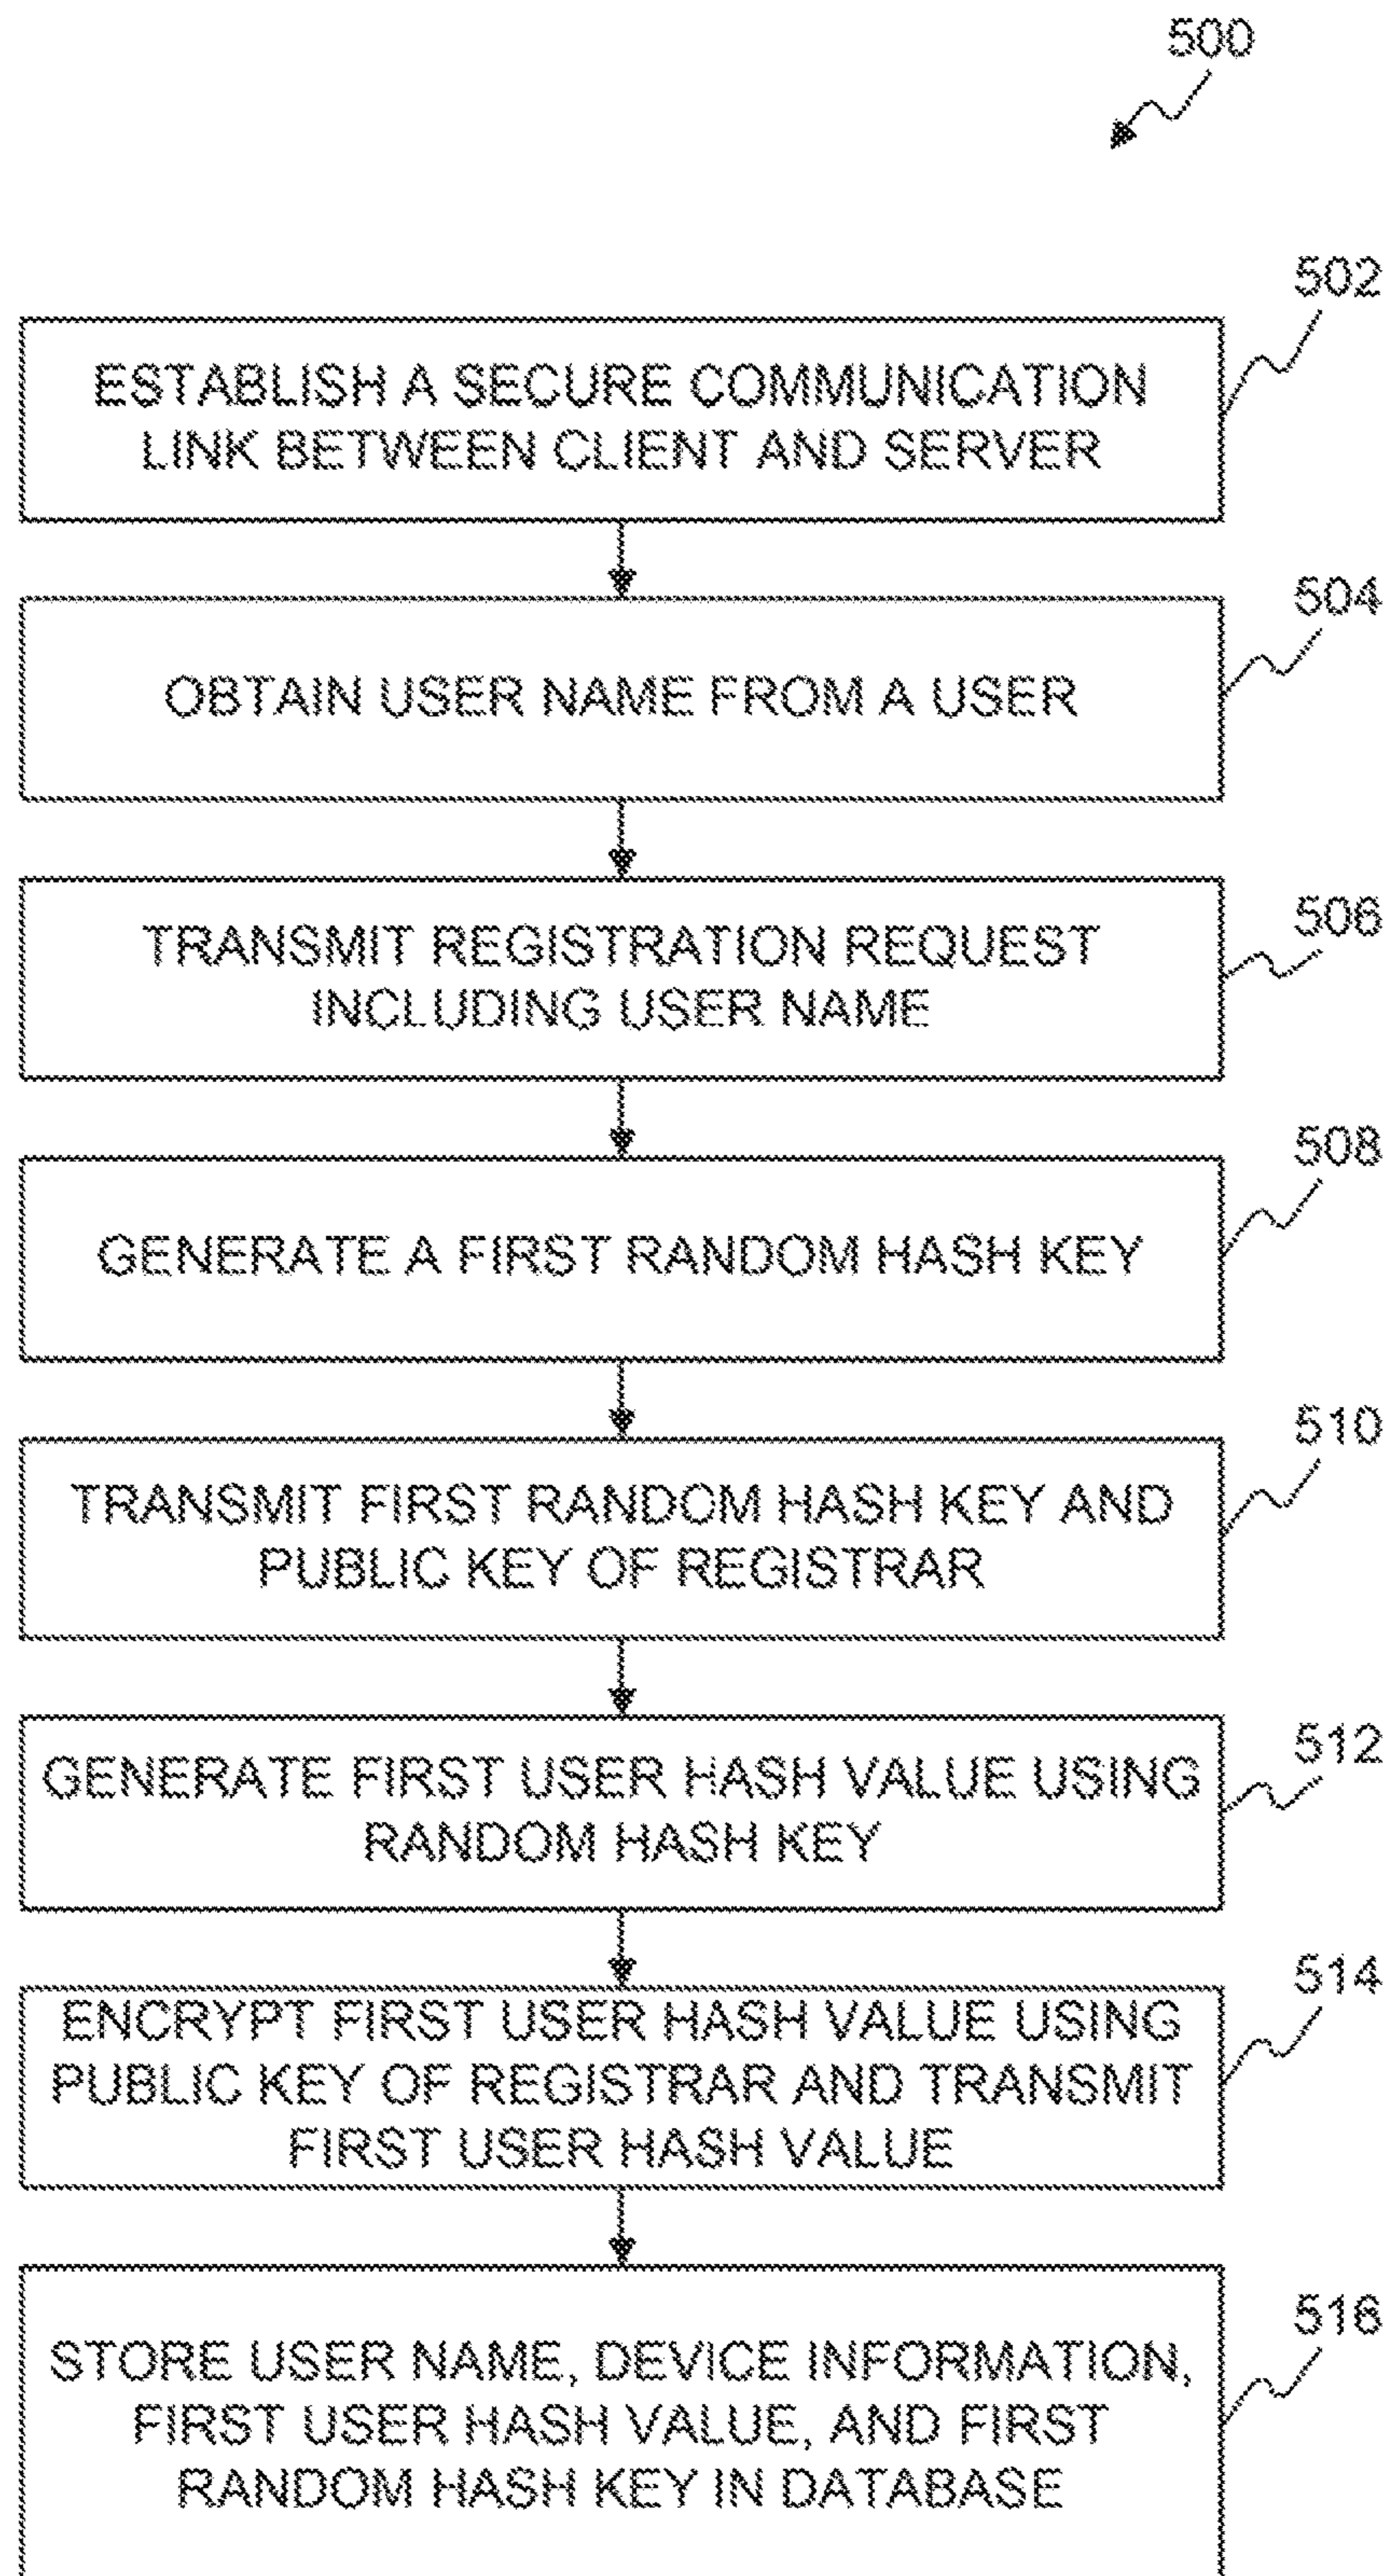 500
502
ESTABLISH A SECURE COMMUNICATION
LINK BETWEEN CLIENT AND SERVER
504
OBTAIN USER NAME FROM A USER
506
TRANSMIT REGISTRATION REQUEST
INCLUDING USER NAME
508
GENERATE A FIRST RANDOM HASH KEY
510
TRANSMIT FIRST RANDOM HASH KEY AND
PUBLIC KEY OF REGISTRAR
512
GENERATE FIRST USER HASH VALUE USING
RANDOM HASH KEY
514
ENCRYPT FIRST USER HASH VALUE USING
PUBLIC KEY OF REGISTRAR AND TRANSMIT
FIRST USER HASH VALUE
516
STORE USER NAME, DEVICE INFORMATION,
FIRST USER HASH VALUE, AND FIRST
RANDOM HASH KEY IN DATABASE